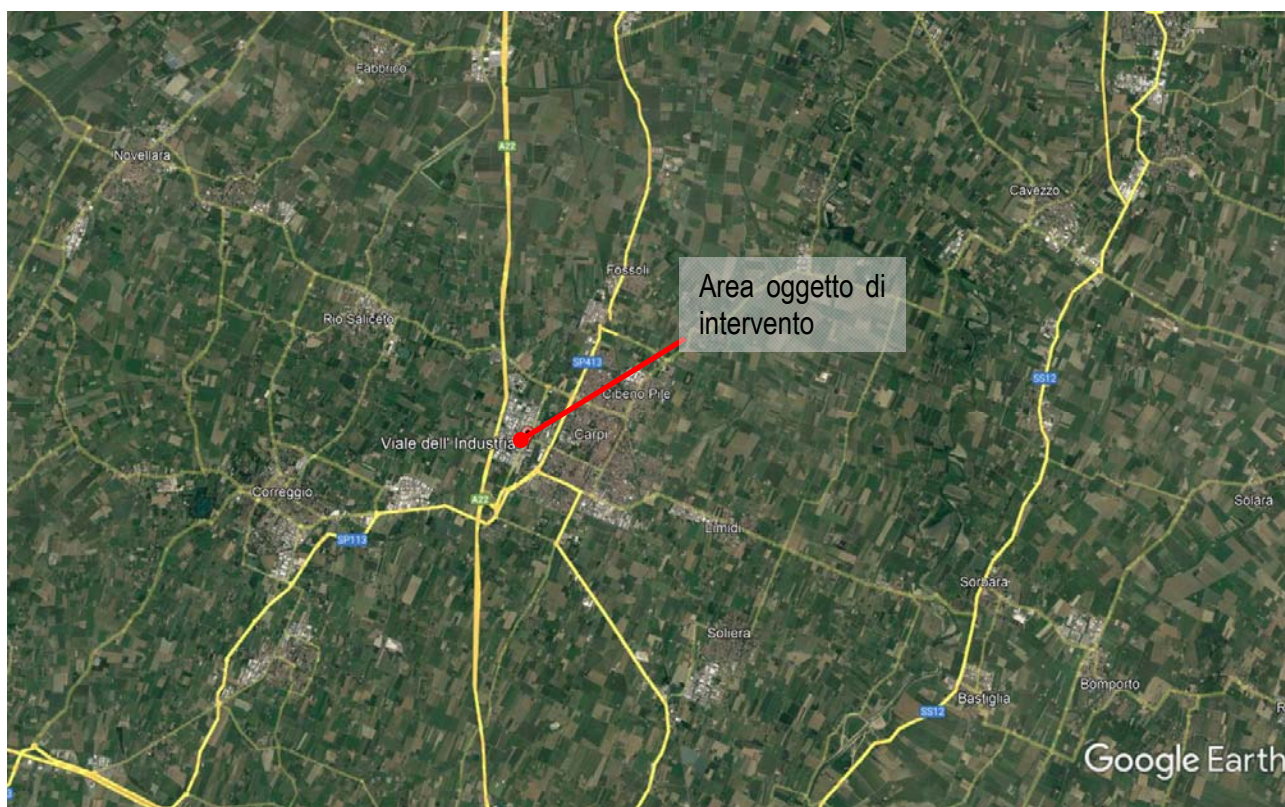 Fabbrico
A22
Novellara
Cavezzo
Fossoli
Area oggetto di
intervento
Rio Saliceto
SP413
SS12
Cibeno Pile
Viale dell' Industria
Carpi
Correggio
A22
Solara
Limidi
SP113
Sorbara
Soliera
Bastiglia
Bomporto
SS12
Google Earth